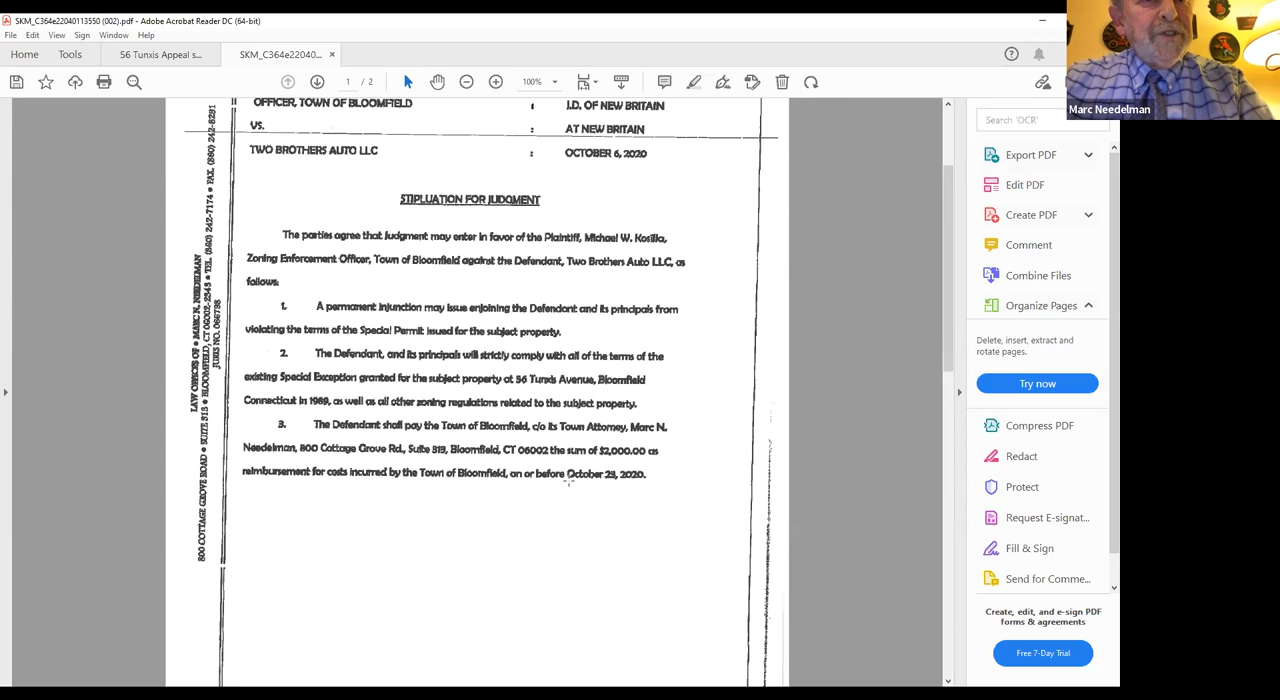 SKM_C364e22040113550 (002).pdf - Adobe Acrobat Reader DC (64-bit)
File Edit View Sign Window Help
Home Tools 56 Tunxis Appeal s... SKM_C364e22040... ×
1 / 2 100%
Marc Needelman
OFFICER, TOWN OF BLOOMFIELD : J.D. OF NEW BRITAIN
VS. : AT NEW BRITAIN
TWO BROTHERS AUTO LLC : OCTOBER 6, 2020
STIPLUATION FOR JUDGMENT
The parties agree that judgment may enter in favor of the Plaintiff, Michael W. Kosilla,
Zoning Enforcement Officer, Town of Bloomfield against the Defendant, Two Brothers Auto LLC, as
follows:
1. A permanent injunction may issue enjoining the Defendant and its principals from
violating the terms of the Special Permit issued for the subject property.
2. The Defendant, and its principals will strictly comply with all of the terms of the
existing Special Exception granted for the subject property at 56 Tunxis Avenue, Bloomfield
Connecticut in 1989, as well as all other zoning regulations related to the subject property.
3. The Defendant shall pay the Town of Bloomfield, c/o its Town Attorney, Marc N.
Needelman, 800 Cottage Grove Rd., Suite 313, Bloomfield, CT 06002 the sum of $2,000.00 as
reimbursement for costs incurred by the Town of Bloomfield, on or before October 23, 2020.
LAW OFFICES OF • MARC N. NEEDELMAN
800 COTTAGE GROVE ROAD • SUITE 313 • BLOOMFIELD, CT 06002-2343 • TEL. (860) 242-7174 • FAX. (860) 242-8291
JURIS NO.
Search 'OCR'
Export PDF
Edit PDF
Create PDF
Comment
Combine Files
Organize Pages
Delete, insert, extract and
rotate pages.
Try now
Compress PDF
Redact
Protect
Request E-signat...
Fill & Sign
Send for Comme...
Create, edit, and e-sign PDF
forms & agreements
Free 7-Day Trial